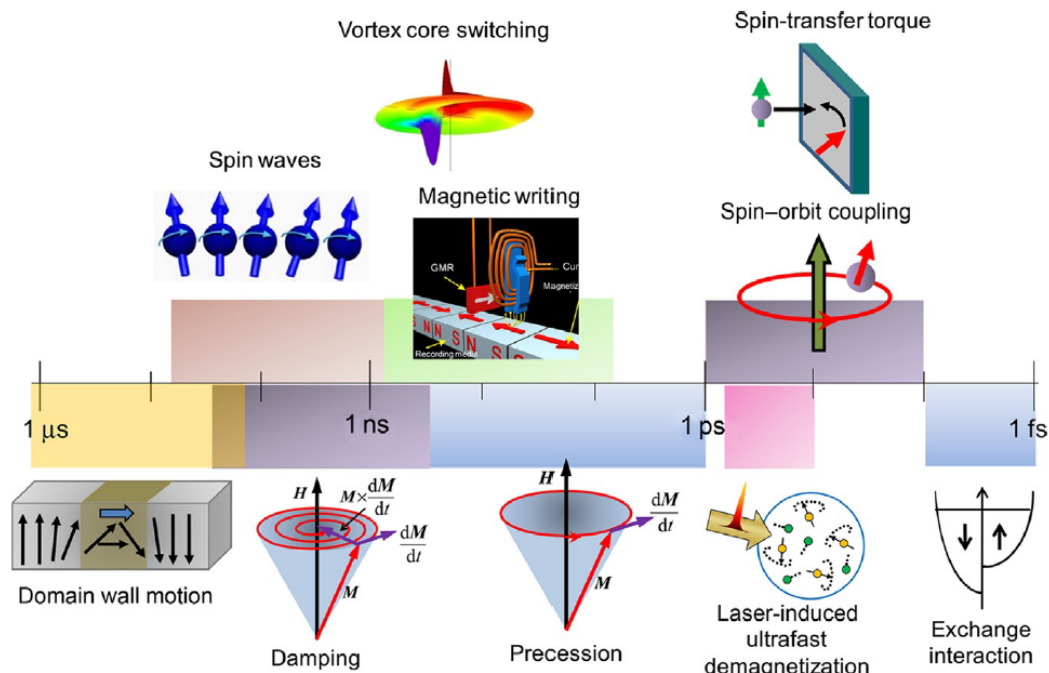 Vortex core switching
Spin-transfer torque
Spin waves
Magnetic writing
Spin–orbit coupling
GMR
Cur
Magnetiz
S N N S S N N S
Recording media
1 μs
1 ns
1 ps
1 fs
H
M× dM/dt
dM/dt
M
H
dM/dt
M
Domain wall motion
Damping
Precession
Laser-induced
ultrafast
demagnetization
Exchange
interaction